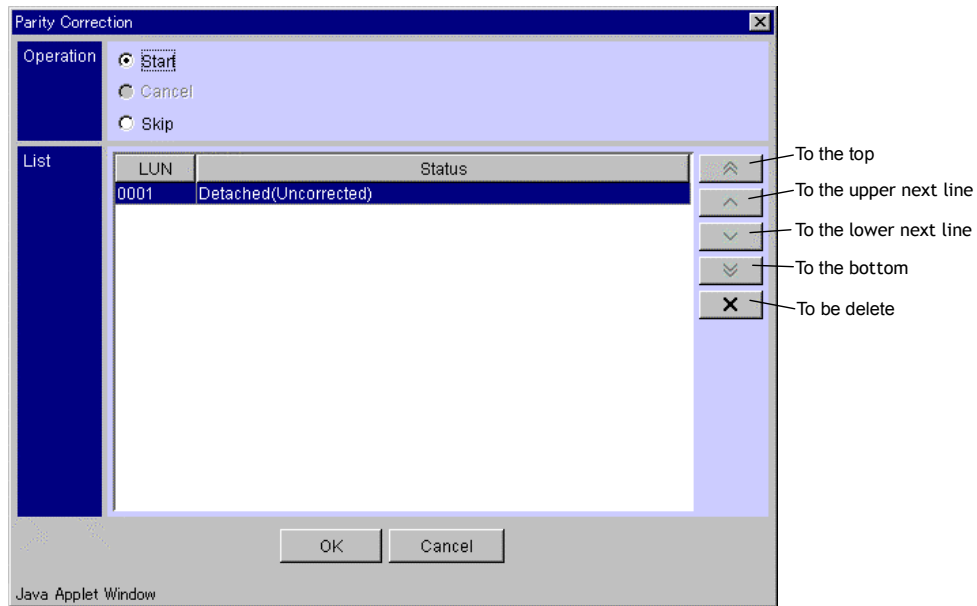 Parity Correction
Operation
Start
Cancel
Skip
List
LUN Status
0001 Detached(Uncorrected)
To the top
To the upper next line
To the lower next line
To the bottom
To be delete
OK Cancel
Java Applet Window